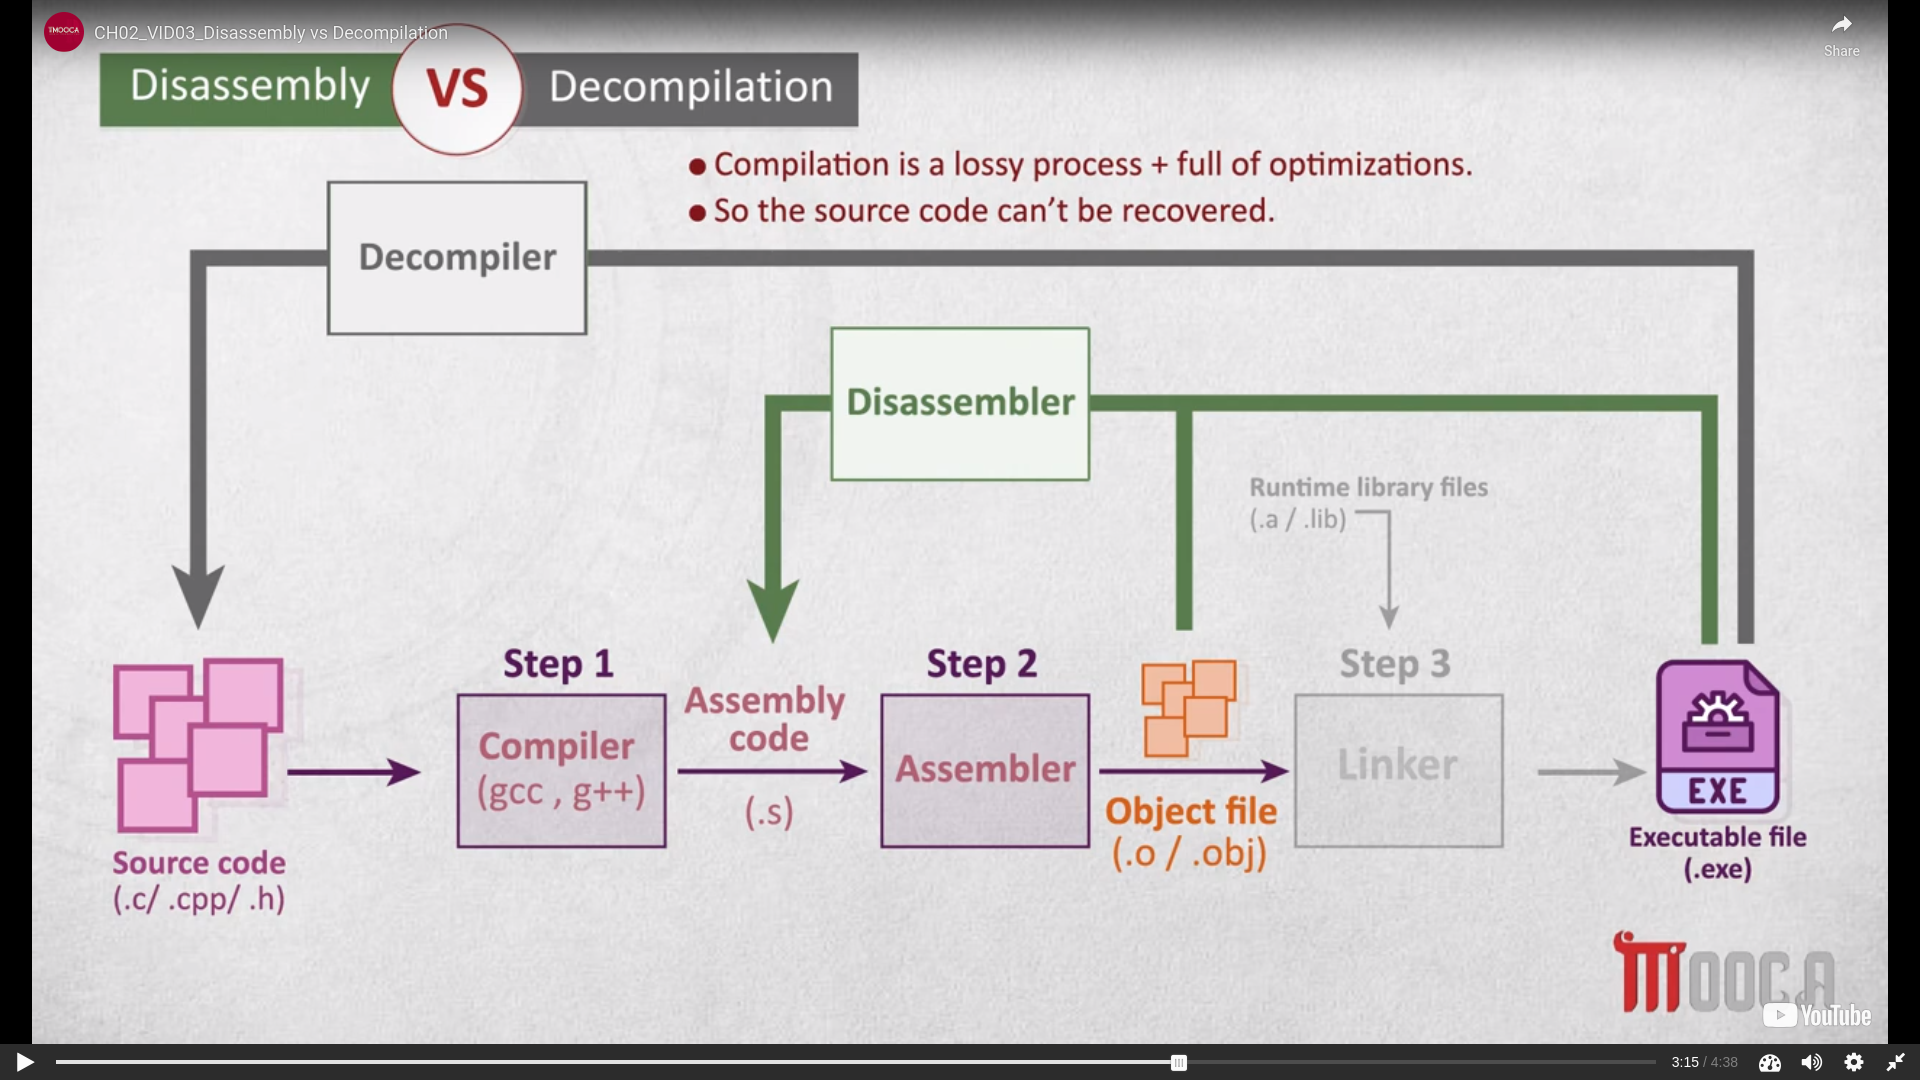 TMOOCA
CH02_VID03_Disassembly vs Decompilation
Share
Disassembly VS Decompilation
● Compilation is a lossy process + full of optimizations.
● So the source code can't be recovered.
Decompiler
Disassembler
Runtime library files
(.a / .lib)
Step 1
Step 2
Step 3
Assembly
code
(.s)
Compiler
(gcc , g++)
Assembler
Linker
Object file
(.o / .obj)
EXE
Executable file
(.exe)
Source code
(.c/ .cpp/ .h)
TMOOCA
YouTube
3:15 / 4:38